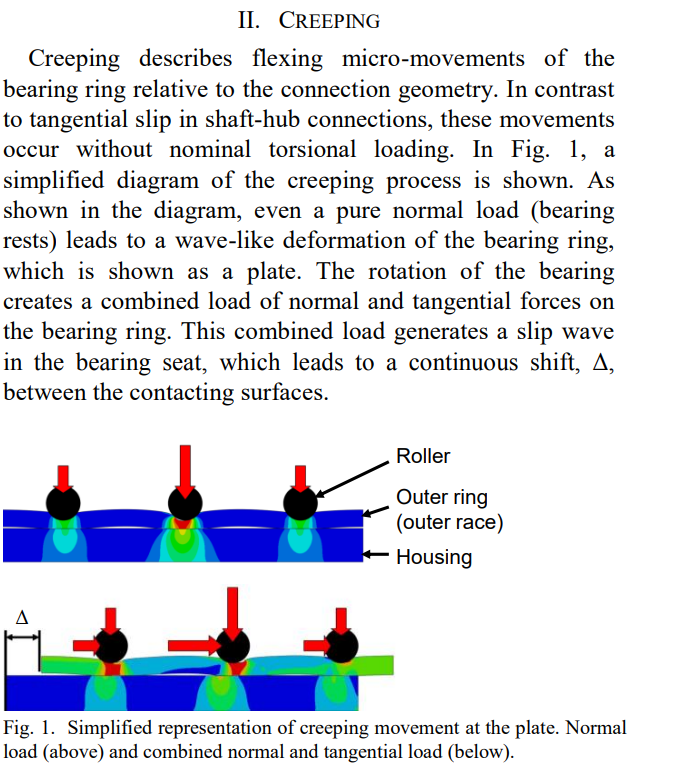 II. CREEPING
Creeping describes flexing micro-movements of the
bearing ring relative to the connection geometry. In contrast
to tangential slip in shaft-hub connections, these movements
occur without nominal torsional loading. In Fig. 1, a
simplified diagram of the creeping process is shown. As
shown in the diagram, even a pure normal load (bearing
rests) leads to a wave-like deformation of the bearing ring,
which is shown as a plate. The rotation of the bearing
creates a combined load of normal and tangential forces on
the bearing ring. This combined load generates a slip wave
in the bearing seat, which leads to a continuous shift, Δ,
between the contacting surfaces.
Roller
Outer ring
(outer race)
Housing
Δ
Fig. 1. Simplified representation of creeping movement at the plate. Normal
load (above) and combined normal and tangential load (below).